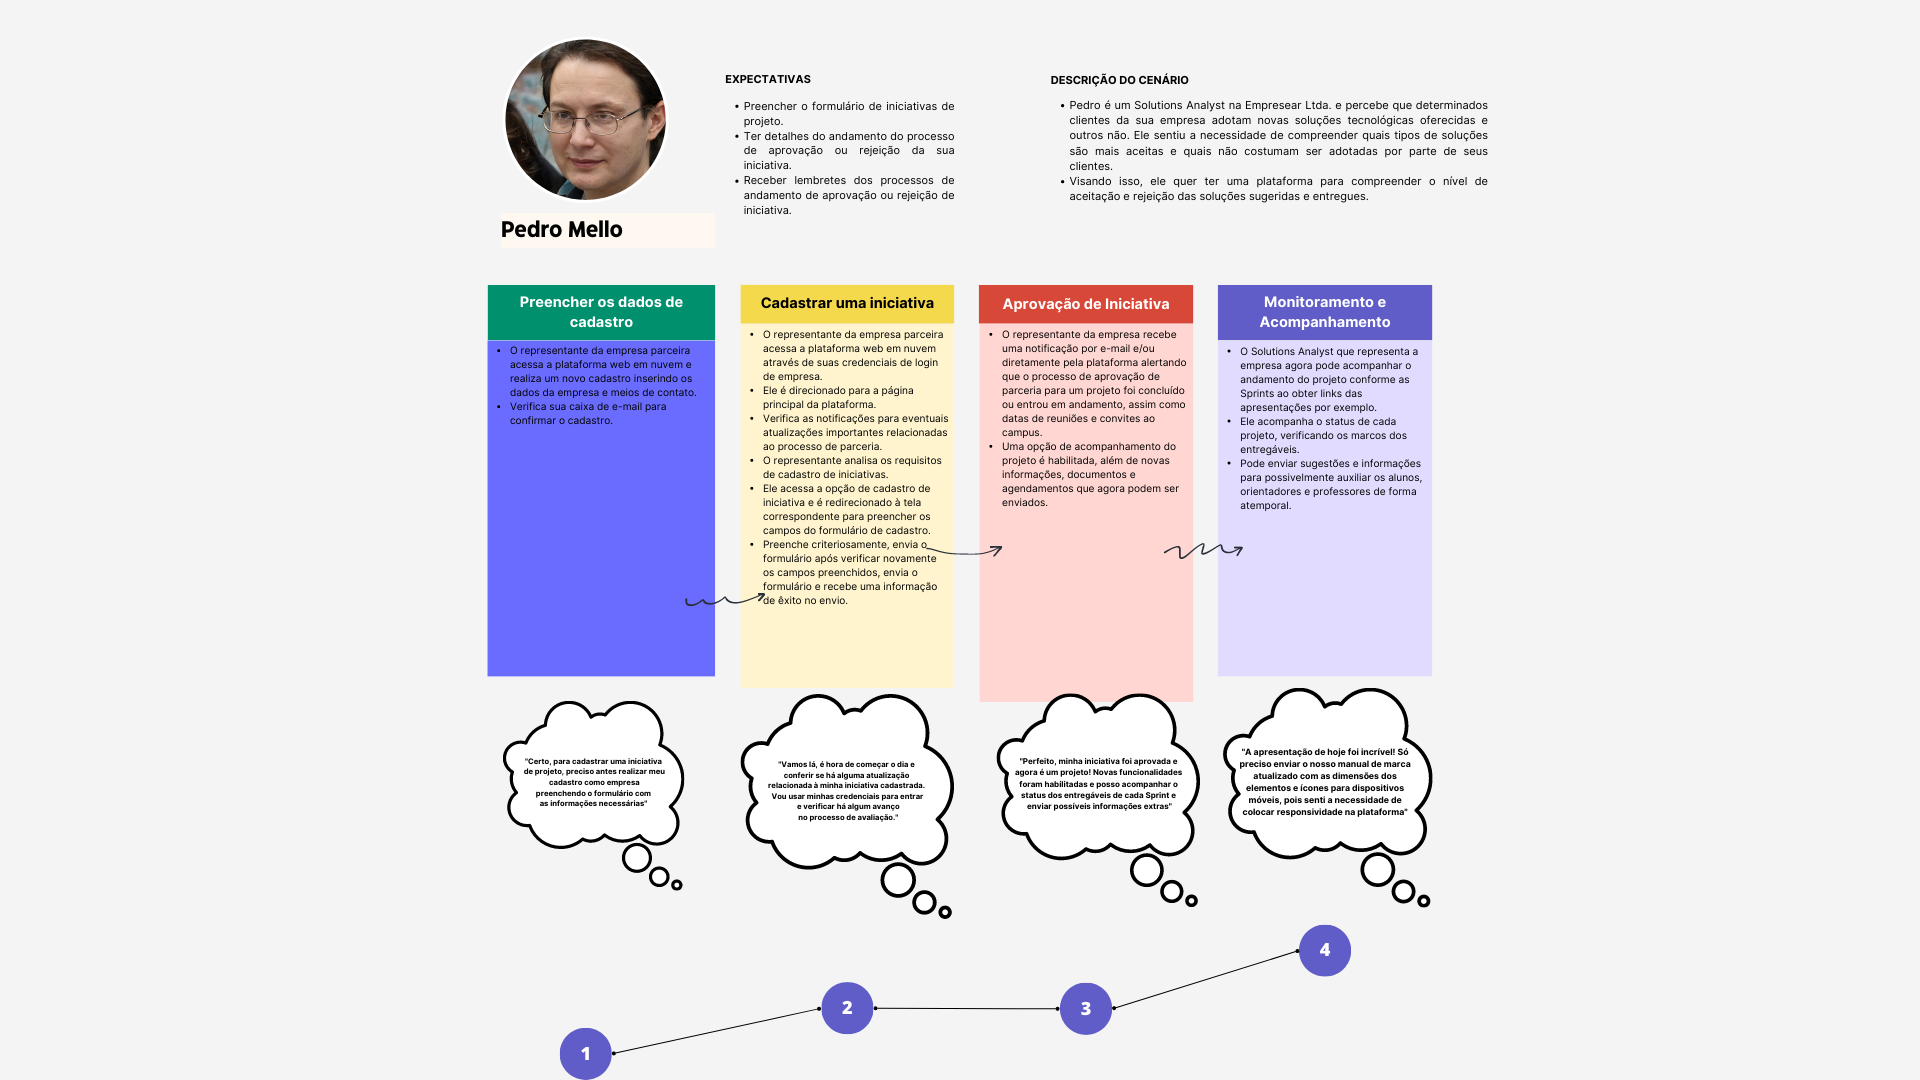 EXPECTATIVAS
• Preencher o formulário de iniciativas de
projeto.
• Ter detalhes do andamento do processo
de aprovação ou rejeição da sua
iniciativa.
• Receber lembretes dos processos de
andamento de aprovação ou rejeição de
iniciativa.
DESCRIÇÃO DO CENÁRIO
• Pedro é um Solutions Analyst na Empresear Ltda. e percebe que determinados
clientes da sua empresa adotam novas soluções tecnológicas oferecidas e
outros não. Ele sentiu a necessidade de compreender quais tipos de soluções
são mais aceitas e quais não costumam ser adotadas por parte de seus
clientes.
• Visando isso, ele quer ter uma plataforma para compreender o nível de
aceitação e rejeição das soluções sugeridas e entregues.
Pedro Mello
Preencher os dados de
cadastro
• O representante da empresa parceira
acessa a plataforma web em nuvem e
realiza um novo cadastro inserindo os
dados da empresa e meios de contato.
• Verifica sua caixa de e-mail para
confirmar o cadastro.
Cadastrar uma iniciativa
• O representante da empresa parceira
acessa a plataforma web em nuvem
através de suas credenciais de login
de empresa.
• Ele é direcionado para a página
principal da plataforma.
• Verifica as notificações para eventuais
atualizações importantes relacionadas
ao processo de parceria.
• O representante analisa os requisitos
de cadastro de iniciativas.
• Ele acessa a opção de cadastro de
iniciativa e é redirecionado à tela
correspondente para preencher os
campos do formulário de cadastro.
• Preenche criteriosamente, envia o
formulário após verificar novamente
os campos preenchidos, envia o
formulário e recebe uma informação
de êxito no envio.
Aprovação de Iniciativa
• O representante da empresa recebe
uma notificação por e-mail e/ou
diretamente pela plataforma alertando
que o processo de aprovação de
parceria para um projeto foi concluído
ou entrou em andamento, assim como
datas de reuniões e convites ao
campus.
• Uma opção de acompanhamento do
projeto é habilitada, além de novas
informações, documentos e
agendamentos que agora podem ser
enviados.
Monitoramento e
Acompanhamento
• O Solutions Analyst que representa a
empresa agora pode acompanhar o
andamento do projeto conforme as
Sprints ao obter links das
apresentações por exemplo.
• Ele acompanha o status de cada
projeto, verificando os marcos dos
entregáveis.
• Pode enviar sugestões e informações
para possivelmente auxiliar os alunos,
orientadores e professores de forma
atemporal.
"Certo, para cadastrar uma iniciativa
de projeto, preciso antes realizar meu
cadastro como empresa
preenchendo o formulário com
as informações necessárias"
"Vamos lá, é hora de começar o dia e
conferir se há alguma atualização
relacionada à minha iniciativa cadastrada.
Vou usar minhas credenciais para entrar
e verificar há algum avanço
no processo de avaliação."
"Perfeito, minha iniciativa foi aprovada e
agora é um projeto! Novas funcionalidades
foram habilitadas e posso acompanhar o
status dos entregáveis de cada Sprint e
enviar possíveis informações extras"
"A apresentação de hoje foi incrível! Só
preciso enviar o nosso manual de marca
atualizado com as dimensões dos
elementos e ícones para dispositivos
móveis, pois senti a necessidade de
colocar responsividade na plataforma"
1
2
3
4